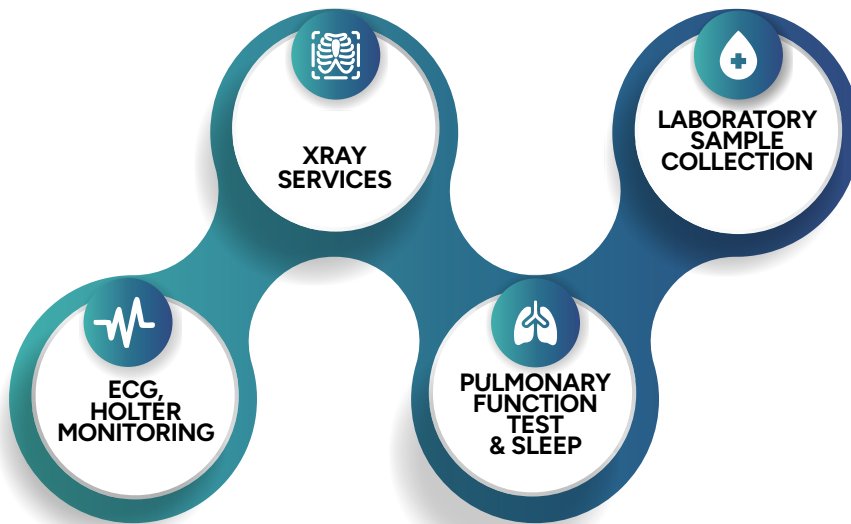 XRAY
SERVICES
LABORATORY
SAMPLE
COLLECTION
ECG,
HOLTER
MONITORING
PULMONARY
FUNCTION
TEST
& SLEEP